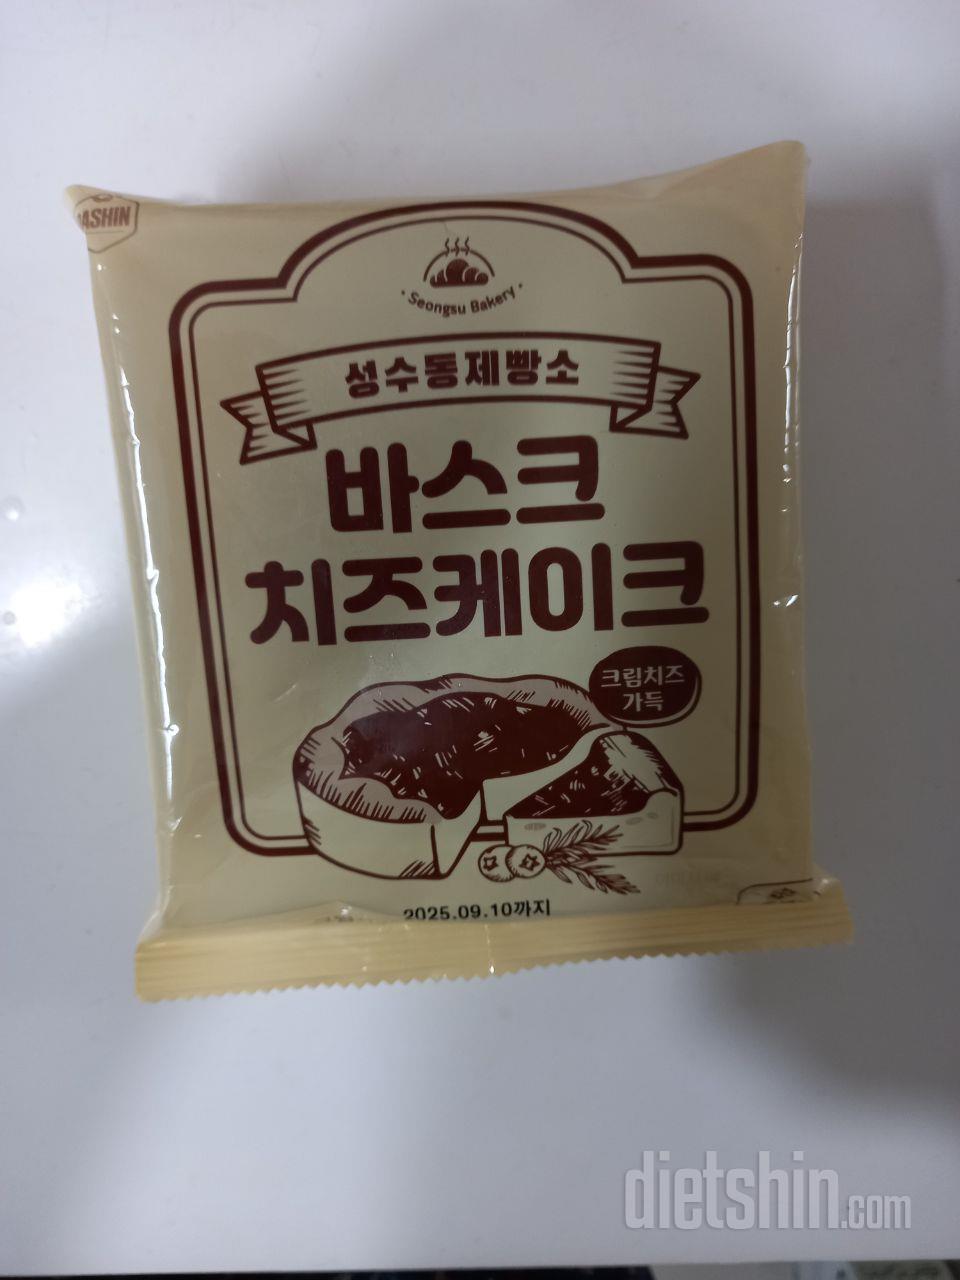 DASHIN
· Seongsu Bakery ·
성수동제빵소
바스크
치즈케이크
크림치즈
가득
2025.09.10까지
dietshin.com